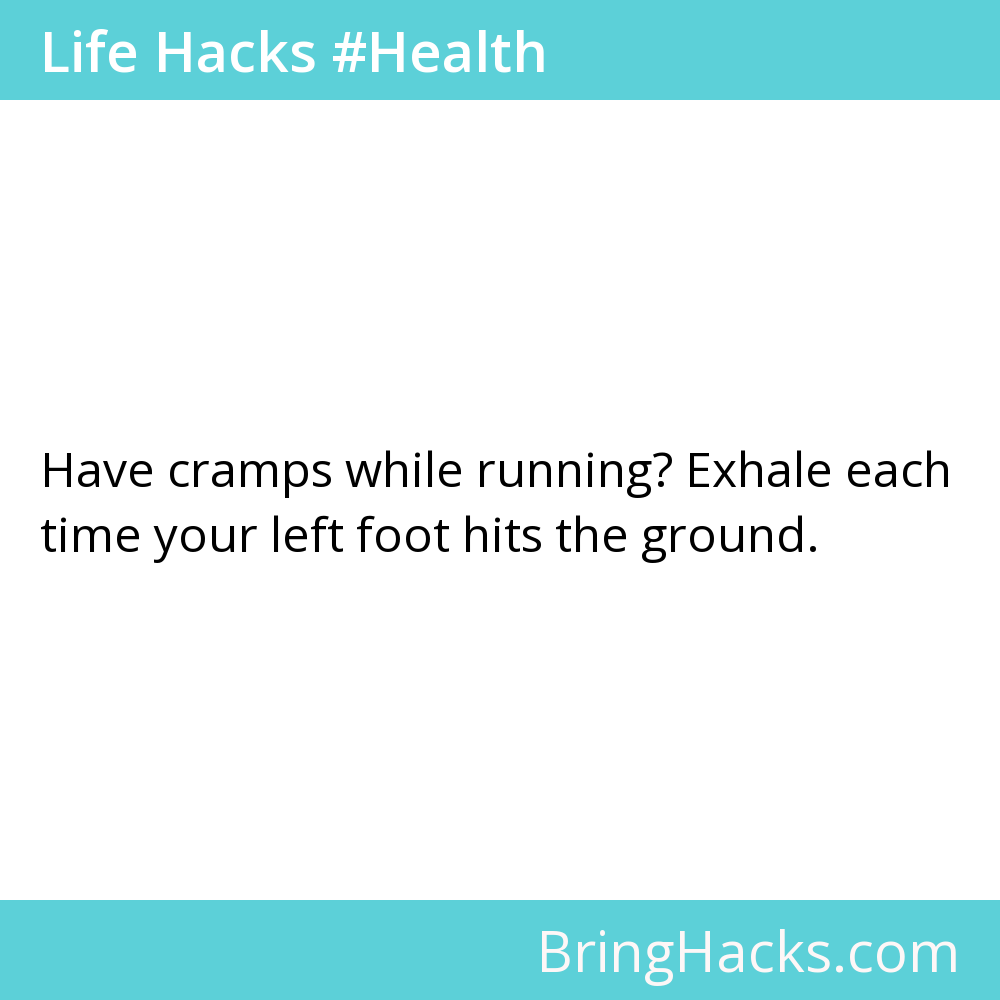 Life Hacks #Health
Have cramps while running? Exhale each
time your left foot hits the ground.
BringHacks.com